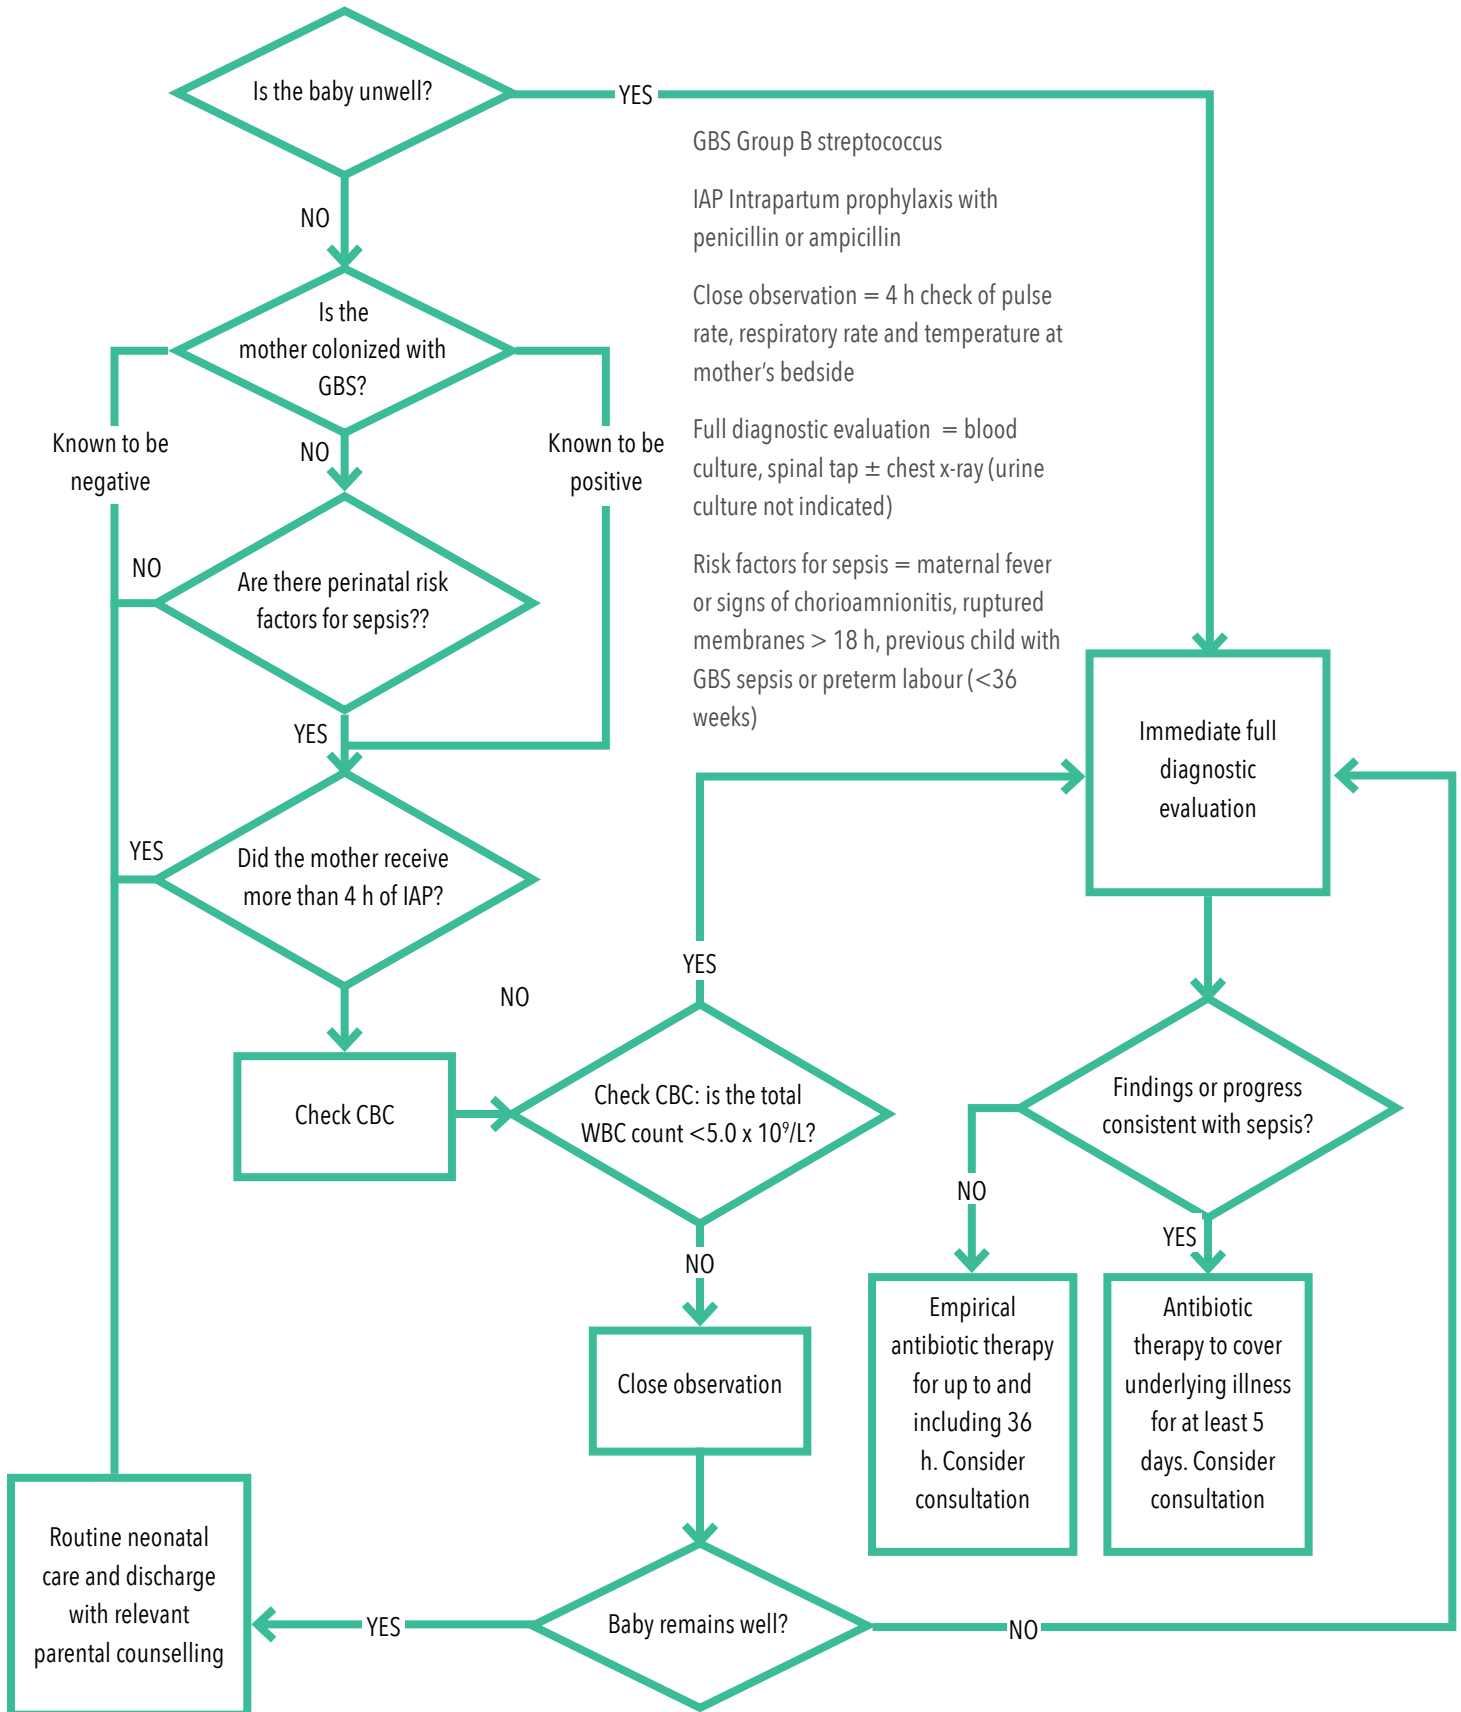 Is the baby unwell?
YES
GBS Group B streptococcus
IAP Intrapartum prophylaxis with
penicillin or ampicillin
Close observation = 4 h check of pulse
rate, respiratory rate and temperature at
mother's bedside
Full diagnostic evaluation = blood
culture, spinal tap ± chest x-ray (urine
culture not indicated)
Risk factors for sepsis = maternal fever
or signs of chorioamnionitis, ruptured
membranes > 18 h, previous child with
GBS sepsis or preterm labour (<36
weeks)
NO
Is the
mother colonized with
GBS?
Known to be
negative
NO
Known to be
positive
NO
Are there perinatal risk
factors for sepsis??
YES
YES
Did the mother receive
more than 4 h of IAP?
NO
Check CBC
YES
Check CBC: is the total
WBC count <5.0 x 10⁹/L?
NO
Close observation
Baby remains well?
YES
NO
Routine neonatal
care and discharge
with relevant
parental counselling
Immediate full
diagnostic
evaluation
Findings or progress
consistent with sepsis?
NO
YES
Empirical
antibiotic therapy
for up to and
including 36
h. Consider
consultation
Antibiotic
therapy to cover
underlying illness
for at least 5
days. Consider
consultation